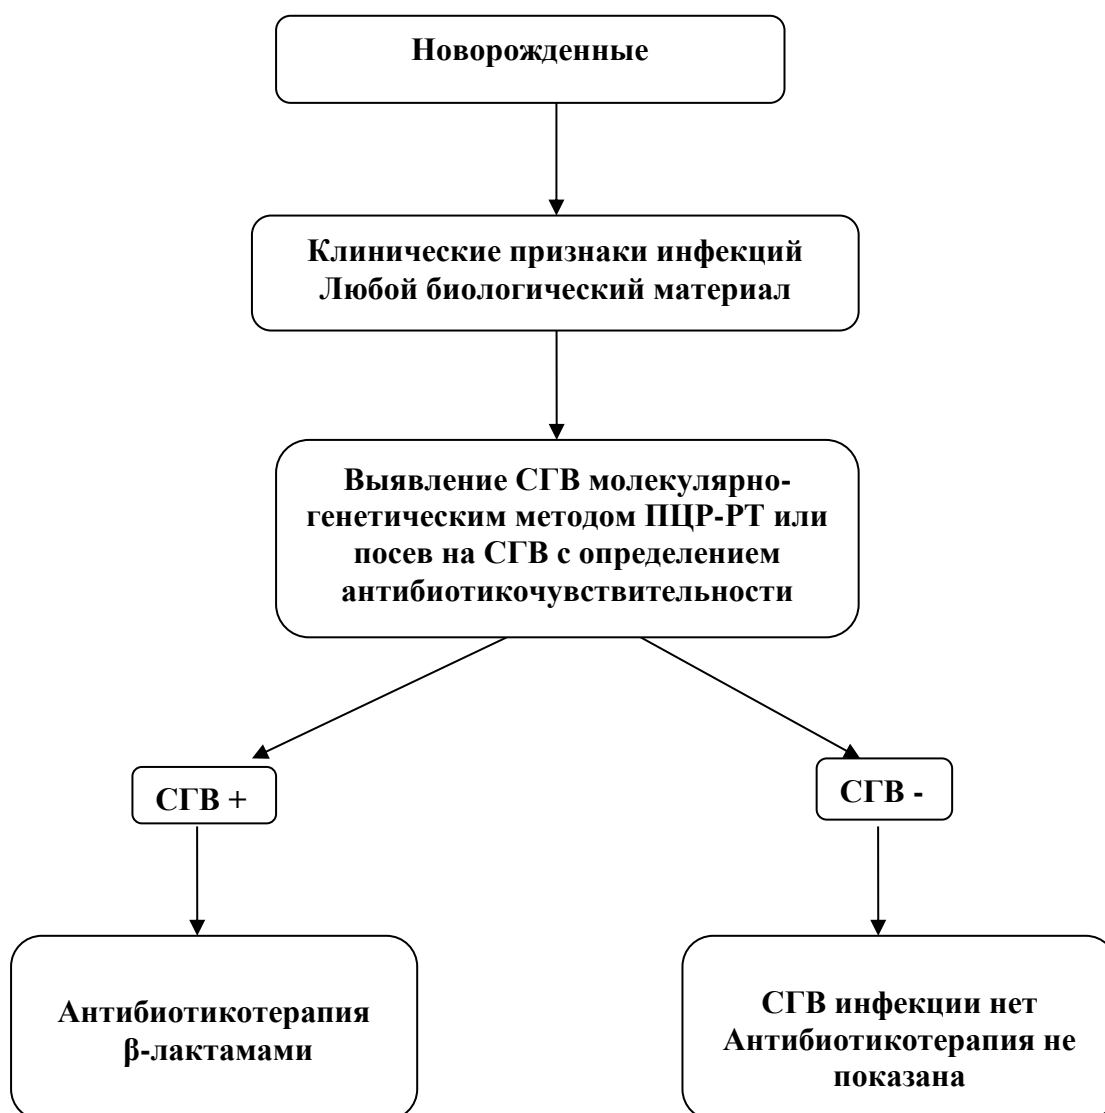 Новорожденные
Клинические признаки инфекций
Любой биологический материал
Выявление СГВ молекулярно-
генетическим методом ПЦР-РТ или
посев на СГВ с определением
антибиотикочувствительности
СГВ +
СГВ -
Антибиотикотерапия
β-лактамами
СГВ инфекции нет
Антибиотикотерапия не
показана